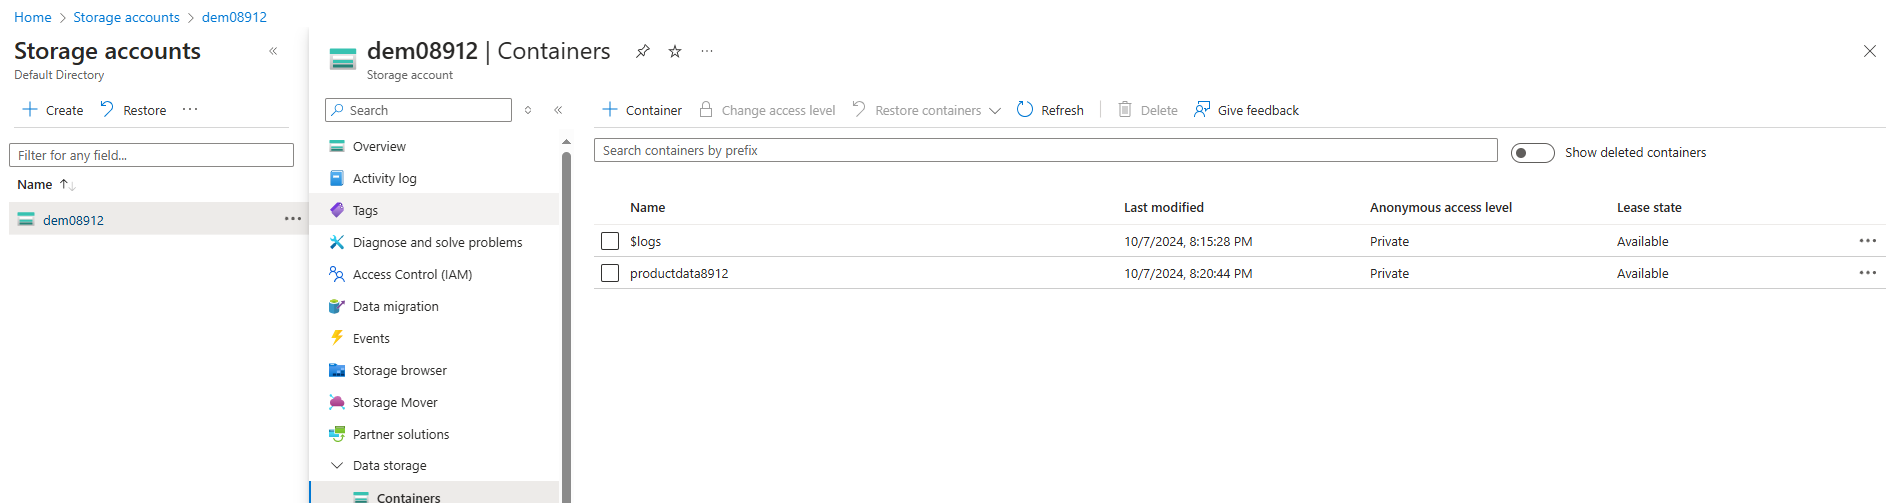 Home > Storage accounts > dem08912
Storage accounts
Default Directory
Create Restore
Filter for any field...
Name
dem08912
dem08912 | Containers
Storage account
Search
Overview
Activity log
Tags
Diagnose and solve problems
Access Control (IAM)
Data migration
Events
Storage browser
Storage Mover
Partner solutions
Data storage
Containers
Container Change access level Restore containers Refresh Delete Give feedback
Search containers by prefix
Show deleted containers
Name Last modified Anonymous access level Lease state
$logs 10/7/2024, 8:15:28 PM Private Available
productdata8912 10/7/2024, 8:20:44 PM Private Available